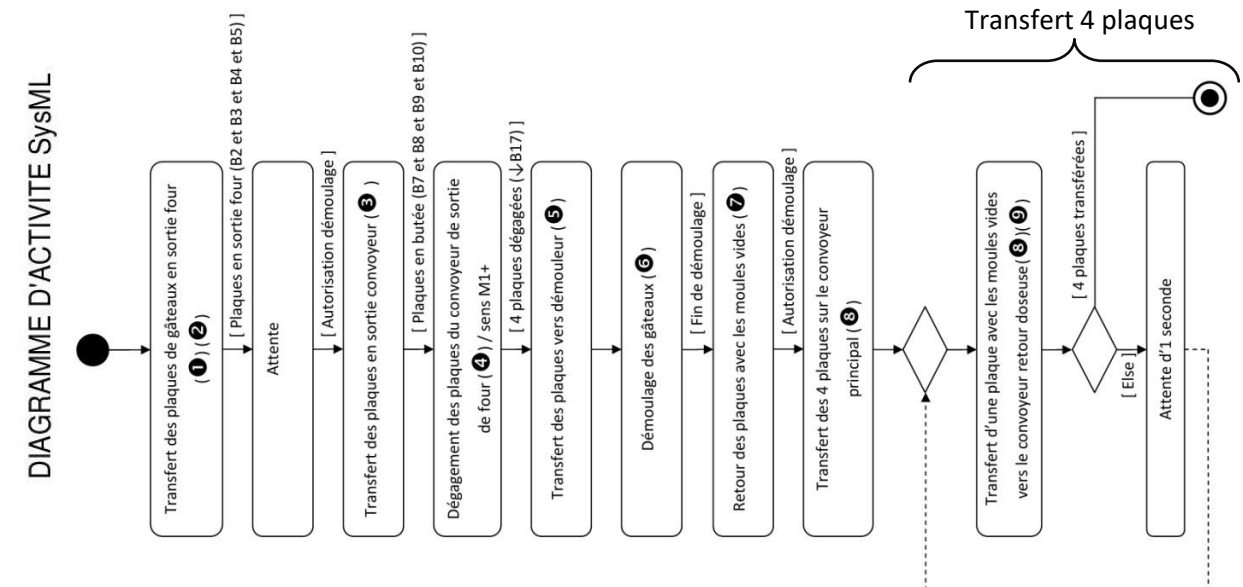 Transfert 4 plaques
DIAGRAMME D'ACTIVITE SysML
Transfert des plaques de gâteaux en sortie four
(❶) (❷)
[ Plaques en sortie four (B2 et B3 et B4 et B5) ]
Attente
[ Autorisation démoulage ]
Transfert des plaques en sortie convoyeur (❸ )
[ Plaques en butée (B7 et B8 et B9 et B10) ]
Dégagement des plaques du convoyeur de sortie
de four (❹) / sens M1+
[ 4 plaques dégagées (↓B17) ]
Transfert des plaques vers démouleur (❺)
Démoulage des gâteaux (❻)
[ Fin de démoulage ]
Retour des plaques avec les moules vides (❼)
[ Autorisation démoulage ]
Transfert des 4 plaques sur le convoyeur
principal (❽)
Transfert d'une plaque avec les moules vides
vers le convoyeur retour doseuse(❽)(❾)
[ 4 plaques transférées ]
[ Else ]
Attente d'1 seconde